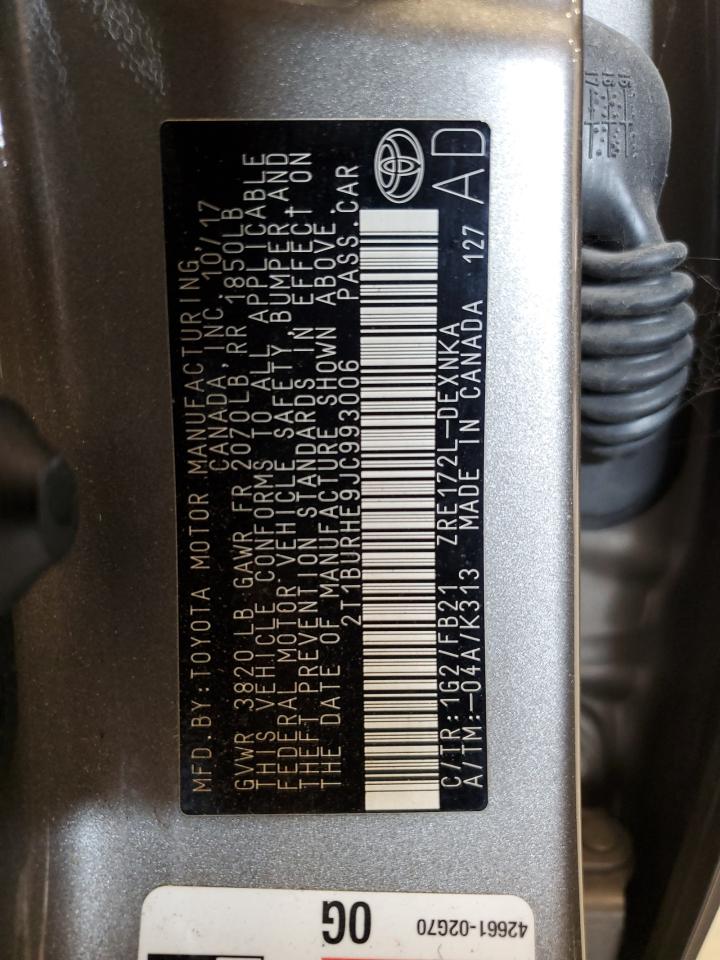 MFD.BY:TOYOTA MOTOR MANUFACTURING
CANADA, INC. 10/17
GVWR 3820 LB GAWR FR 2070LB RR 1850LB
THIS VEHICLE CONFORMS TO ALL APPLICABLE
FEDERAL MOTOR VEHICLE SAFETY, BUMPER, AND
THEFT PREVENTION STANDARDS IN EFFECT ON
THE DATE OF MANUFACTURE SHOWN ABOVE.
2T1BURHE9JC993006 PASS.CAR
C/TR:1G2/FB21 ZRE172L-DEXNKA
A/TM:-04A/K313 MADE IN CANADA 127
AD
0G
42661-02G70
15 16 17